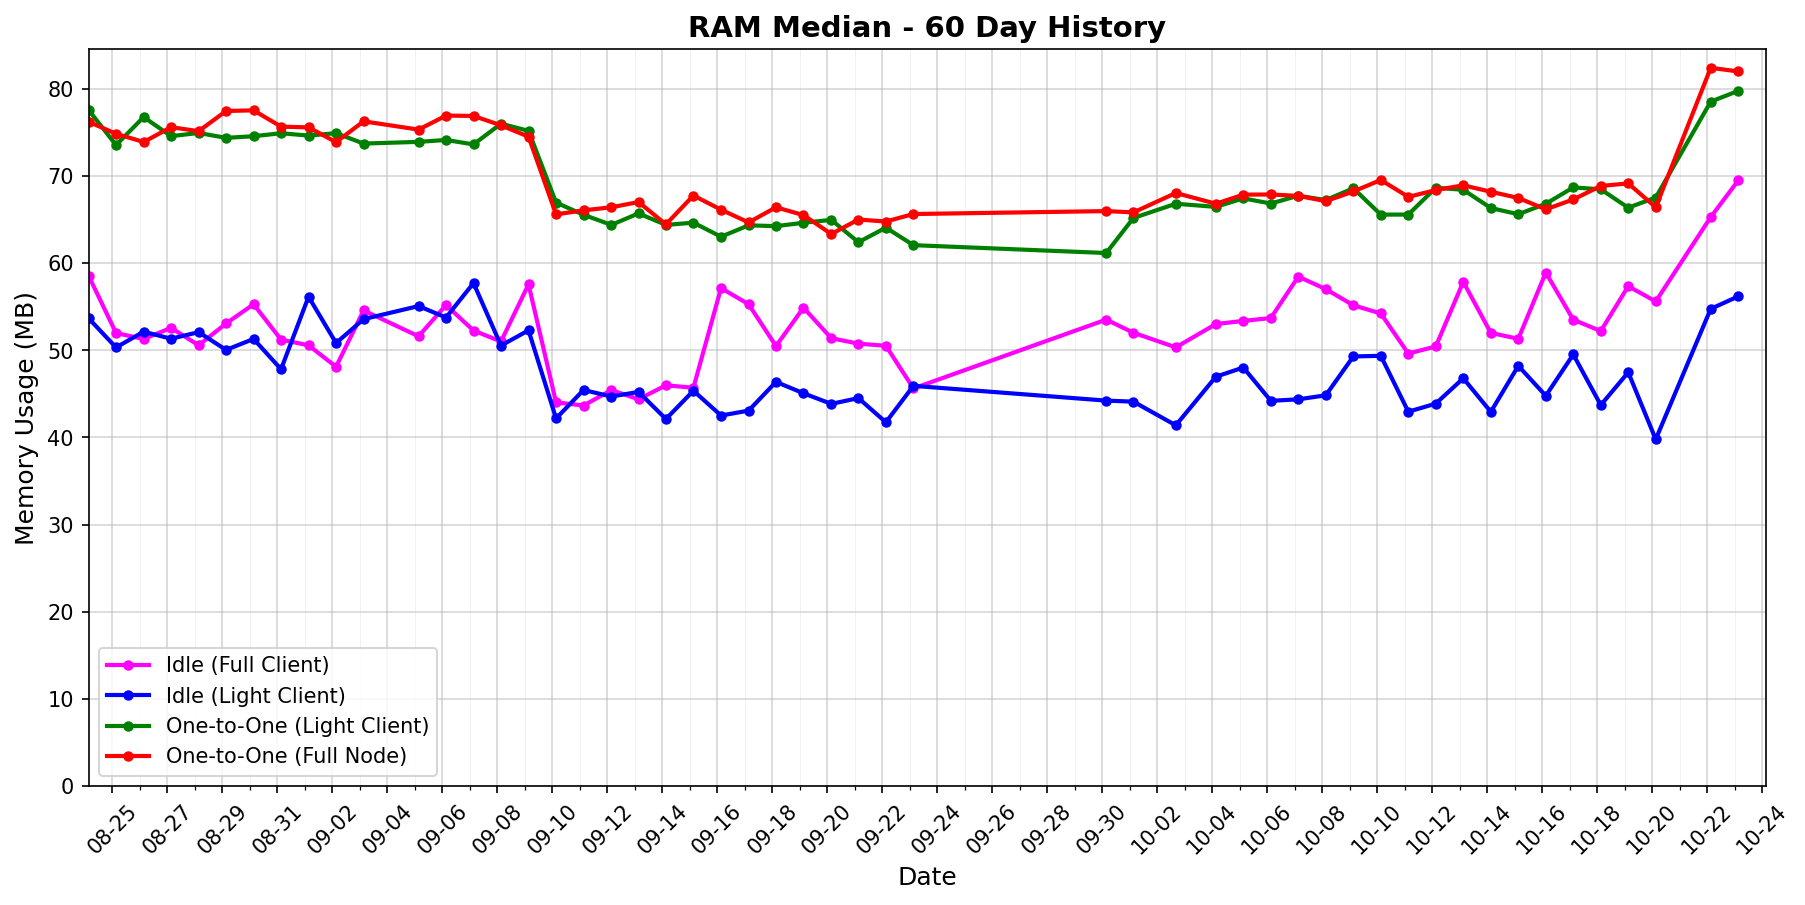 RAM Median - 60 Day History
Memory Usage (MB)
80
70
60
50
40
30
20
10
0
Idle (Full Client)
Idle (Light Client)
One-to-One (Light Client)
One-to-One (Full Node)
08-25 08-27 08-29 08-31 09-02 09-04 09-06 09-08 09-10 09-12 09-14 09-16 09-18 09-20 09-22 09-24 09-26 09-28 09-30 10-02 10-04 10-06 10-08 10-10 10-12 10-14 10-16 10-18 10-20 10-22 10-24
Date